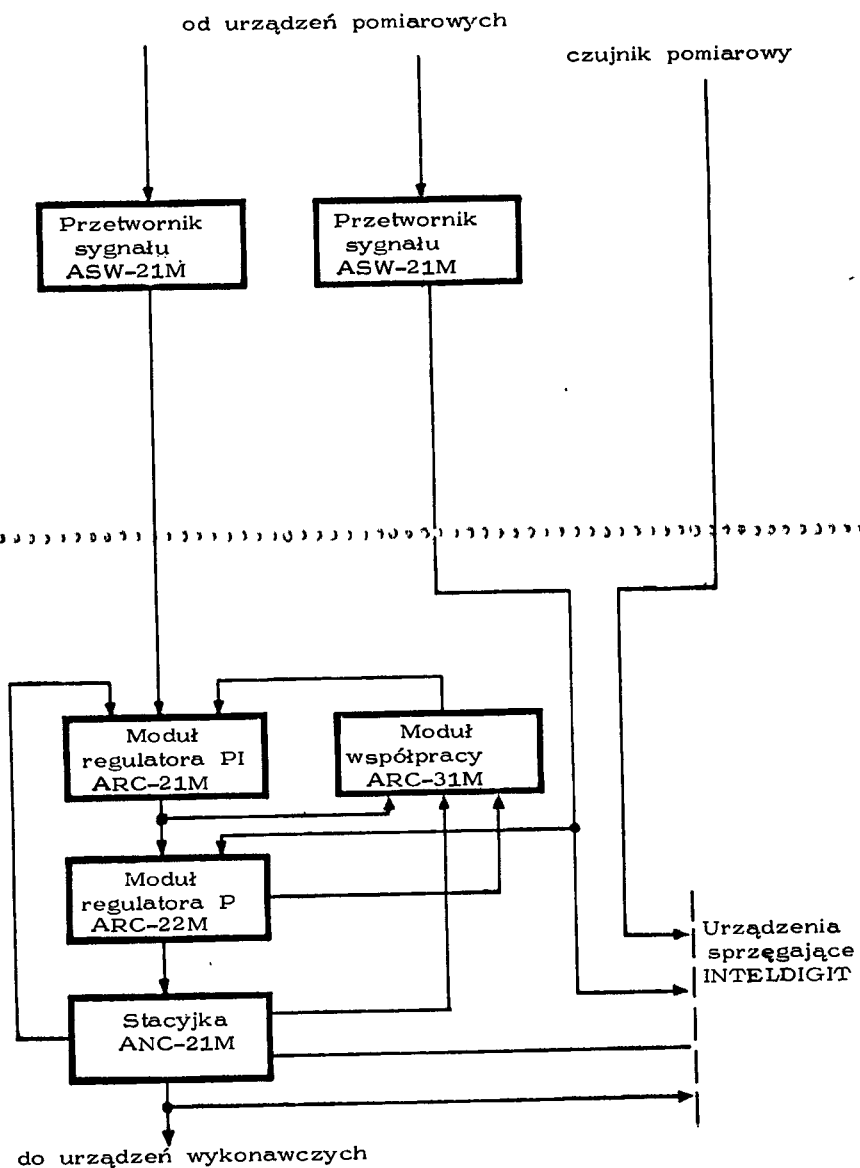 od urządzeń pomiarowych
czujnik pomiarowy
Przetwornik
sygnału
ASW-21M
Przetwornik
sygnału
ASW-21M
Moduł
regulatora PI
ARC-21M
Moduł
współpracy
ARC-31M
Moduł
regulatora P
ARC-22M
Urządzenia
sprzęgające
INTELDIGIT
Stacyjka
ANC-21M
do urządzeń wykonawczych